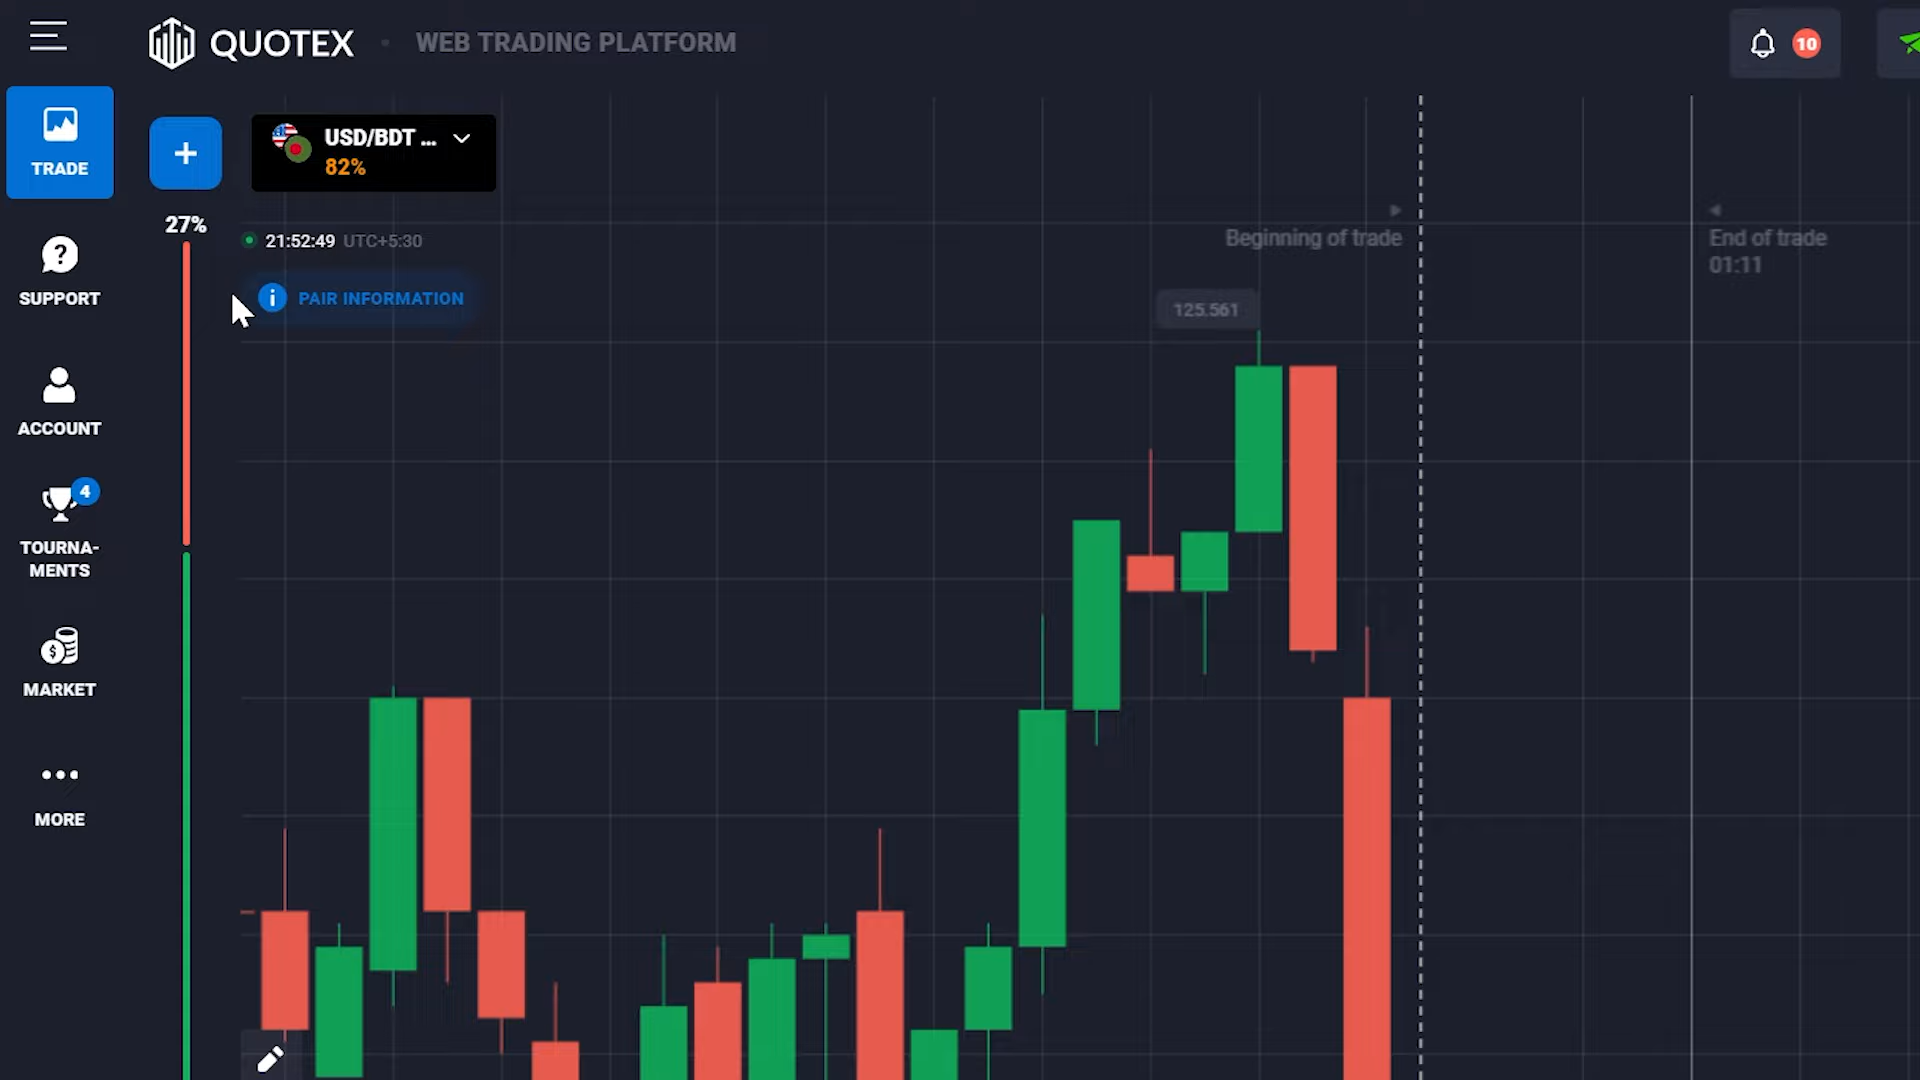 QUOTEX
WEB TRADING PLATFORM
10
TRADE
+
USD/BDT ...
82%
27%
21:52:49 UTC+5:30
Beginning of trade
End of trade
01:11
PAIR INFORMATION
125.561
SUPPORT
ACCOUNT
4
TOURNA-
MENTS
MARKET
MORE